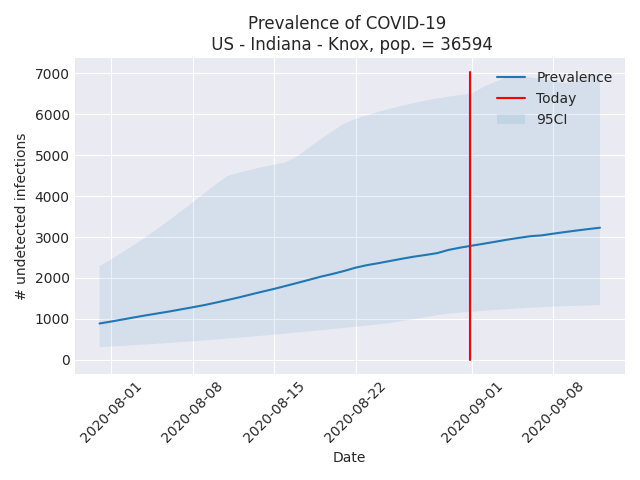 Prevalence of COVID-19
US - Indiana - Knox, pop. = 36594
7000
6000
5000
4000
3000
2000
1000
0
# undetected infections
Prevalence
Today
95CI
2020-08-01
2020-08-08
2020-08-15
2020-08-22
2020-09-01
2020-09-08
Date